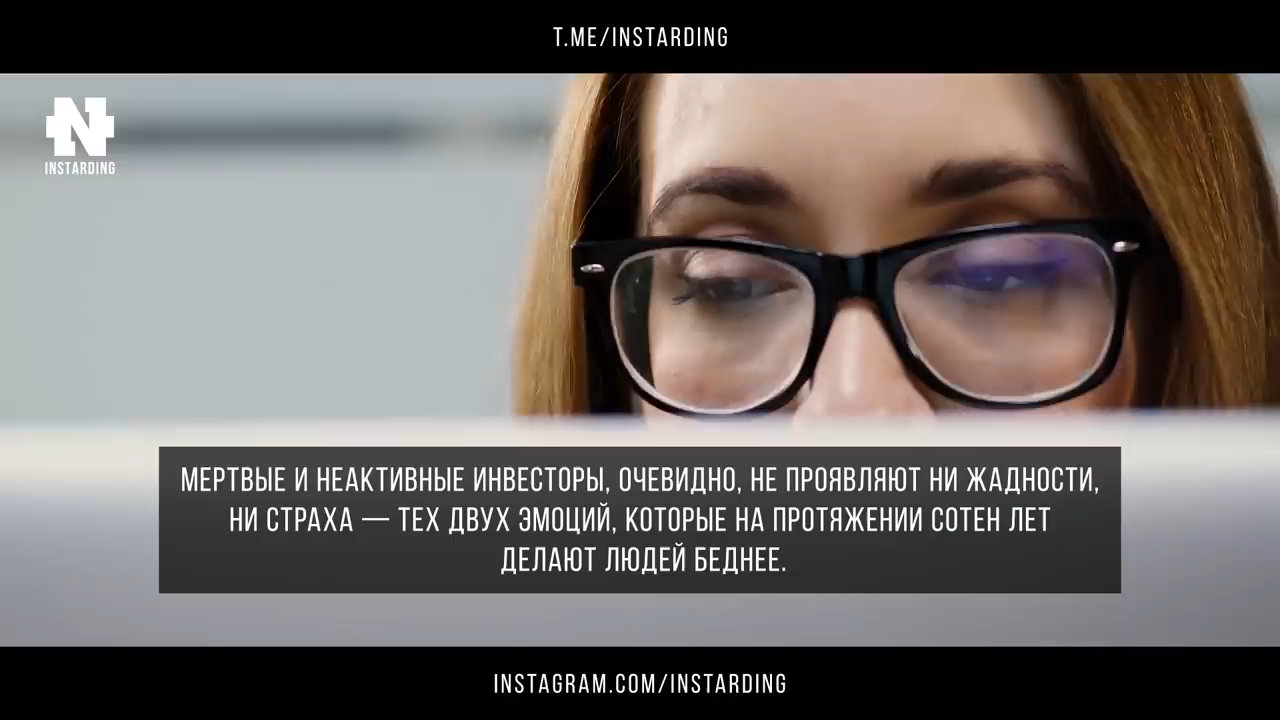 T.ME/INSTARDING
N
INSTARDING
МЕРТВЫЕ И НЕАКТИВНЫЕ ИНВЕСТОРЫ, ОЧЕВИДНО, НЕ ПРОЯВЛЯЮТ НИ ЖАДНОСТИ,
НИ СТРАХА — ТЕХ ДВУХ ЭМОЦИЙ, КОТОРЫЕ НА ПРОТЯЖЕНИИ СОТЕН ЛЕТ
ДЕЛАЮТ ЛЮДЕЙ БЕДНЕЕ.
INSTAGRAM.COM/INSTARDING